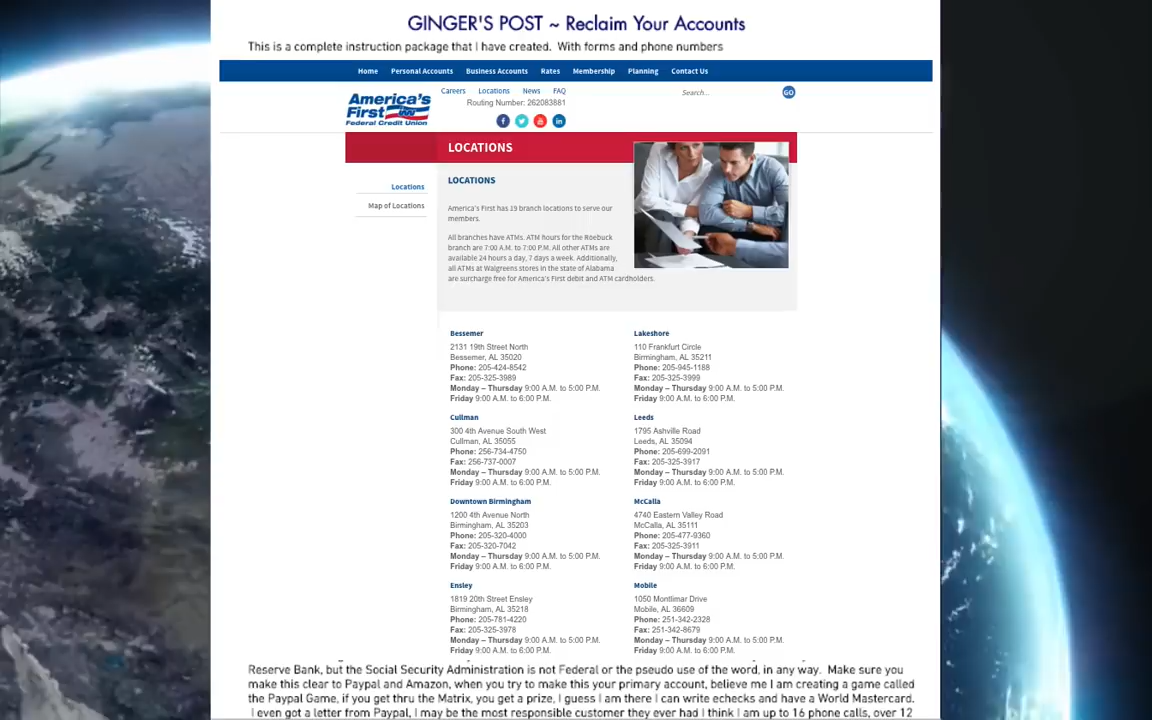 GINGER'S POST ~ Reclaim Your Accounts
This is a complete instruction package that I have created. With forms and phone numbers
Home Personal Accounts Business Accounts Rates Membership Planning Contact Us
America's First
Federal Credit Union
Careers Locations News FAQ
Search... GO
Routing Number: 262083881
LOCATIONS
Locations
Map of Locations
LOCATIONS
America's First has 19 branch locations to serve our
members.
All branches have ATMs. ATM hours for the Roebuck
branch are 7:00 A.M. to 7:00 P.M. All other ATMs are
available 24 hours a day, 7 days a week. Additionally,
all ATMs at Walgreens stores in the state of Alabama
are surcharge free for America's First debit and ATM cardholders.
Bessemer
2131 19th Street North
Bessemer, AL 35020
Phone: 205-424-8542
Fax: 205-325-3989
Monday – Thursday 9:00 A.M. to 5:00 P.M.
Friday 9:00 A.M. to 6:00 P.M.
Lakeshore
110 Frankfurt Circle
Birmingham, AL 35211
Phone: 205-945-1188
Fax: 205-325-3999
Monday – Thursday 9:00 A.M. to 5:00 P.M.
Friday 9:00 A.M. to 6:00 P.M.
Cullman
300 4th Avenue South West
Cullman, AL 35055
Phone: 256-734-4750
Fax: 256-737-0007
Monday – Thursday 9:00 A.M. to 5:00 P.M.
Friday 9:00 A.M. to 6:00 P.M.
Leeds
1795 Ashville Road
Leeds, AL 35094
Phone: 205-699-2091
Fax: 205-325-3917
Monday – Thursday 9:00 A.M. to 5:00 P.M.
Friday 9:00 A.M. to 6:00 P.M.
Downtown Birmingham
1200 4th Avenue North
Birmingham, AL 35203
Phone: 205-320-4000
Fax: 205-320-7042
Monday – Thursday 9:00 A.M. to 5:00 P.M.
Friday 9:00 A.M. to 6:00 P.M.
McCalla
4740 Eastern Valley Road
McCalla, AL 35111
Phone: 205-477-9360
Fax: 205-325-3911
Monday – Thursday 9:00 A.M. to 5:00 P.M.
Friday 9:00 A.M. to 6:00 P.M.
Ensley
1819 20th Street Ensley
Birmingham, AL 35218
Phone: 205-781-4220
Fax: 205-325-3978
Monday – Thursday 9:00 A.M. to 5:00 P.M.
Friday 9:00 A.M. to 6:00 P.M.
Mobile
1050 Montlimar Drive
Mobile, AL 36609
Phone: 251-342-2328
Fax: 251-342-8679
Monday – Thursday 9:00 A.M. to 5:00 P.M.
Friday 9:00 A.M. to 6:00 P.M.
Reserve Bank, but the Social Security Administration is not Federal or the pseudo use of the word, in any way. Make sure you
make this clear to Paypal and Amazon, when you try to make this your primary account, believe me I am creating a game called
the Paypal Game, if you get thru the Matrix, you get a prize, I guess I am there I can write echecks and have a World Mastercard.
I even got a letter from Paypal, I may be the most responsible customer they ever had I think I am up to 16 phone calls, over 12